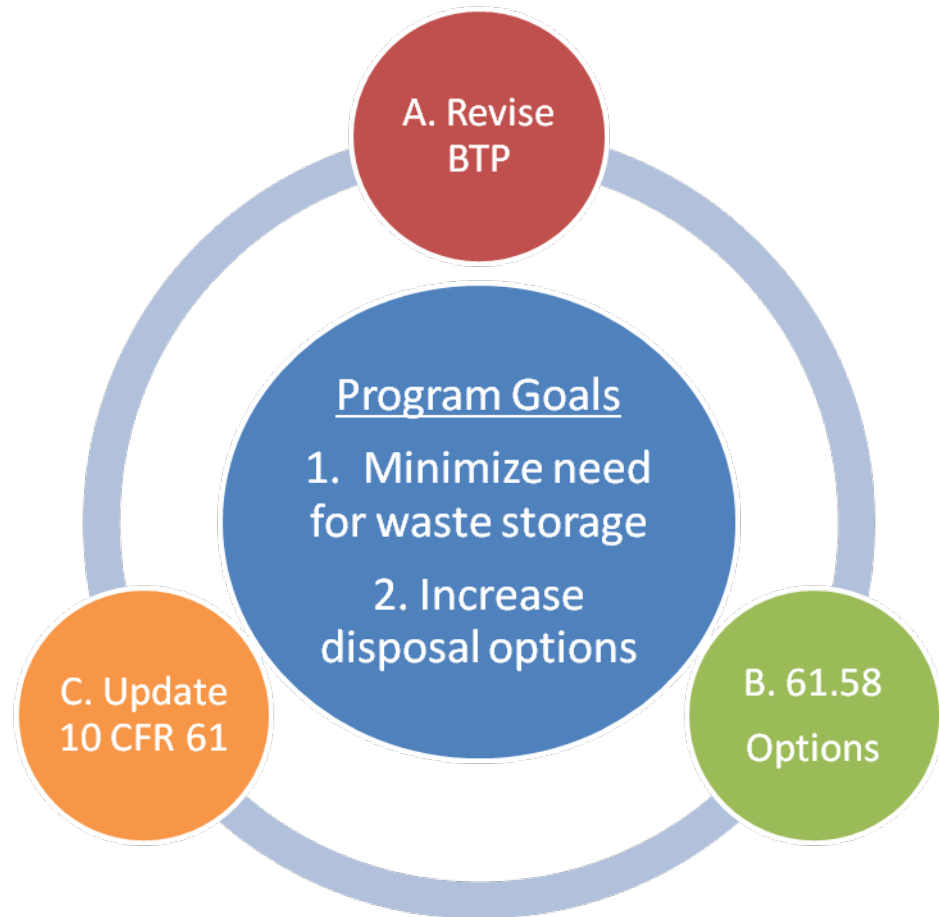 A. Revise
BTP
Program Goals
1. Minimize need
for waste storage
2. Increase
disposal options
C. Update
10 CFR 61
B. 61.58
Options